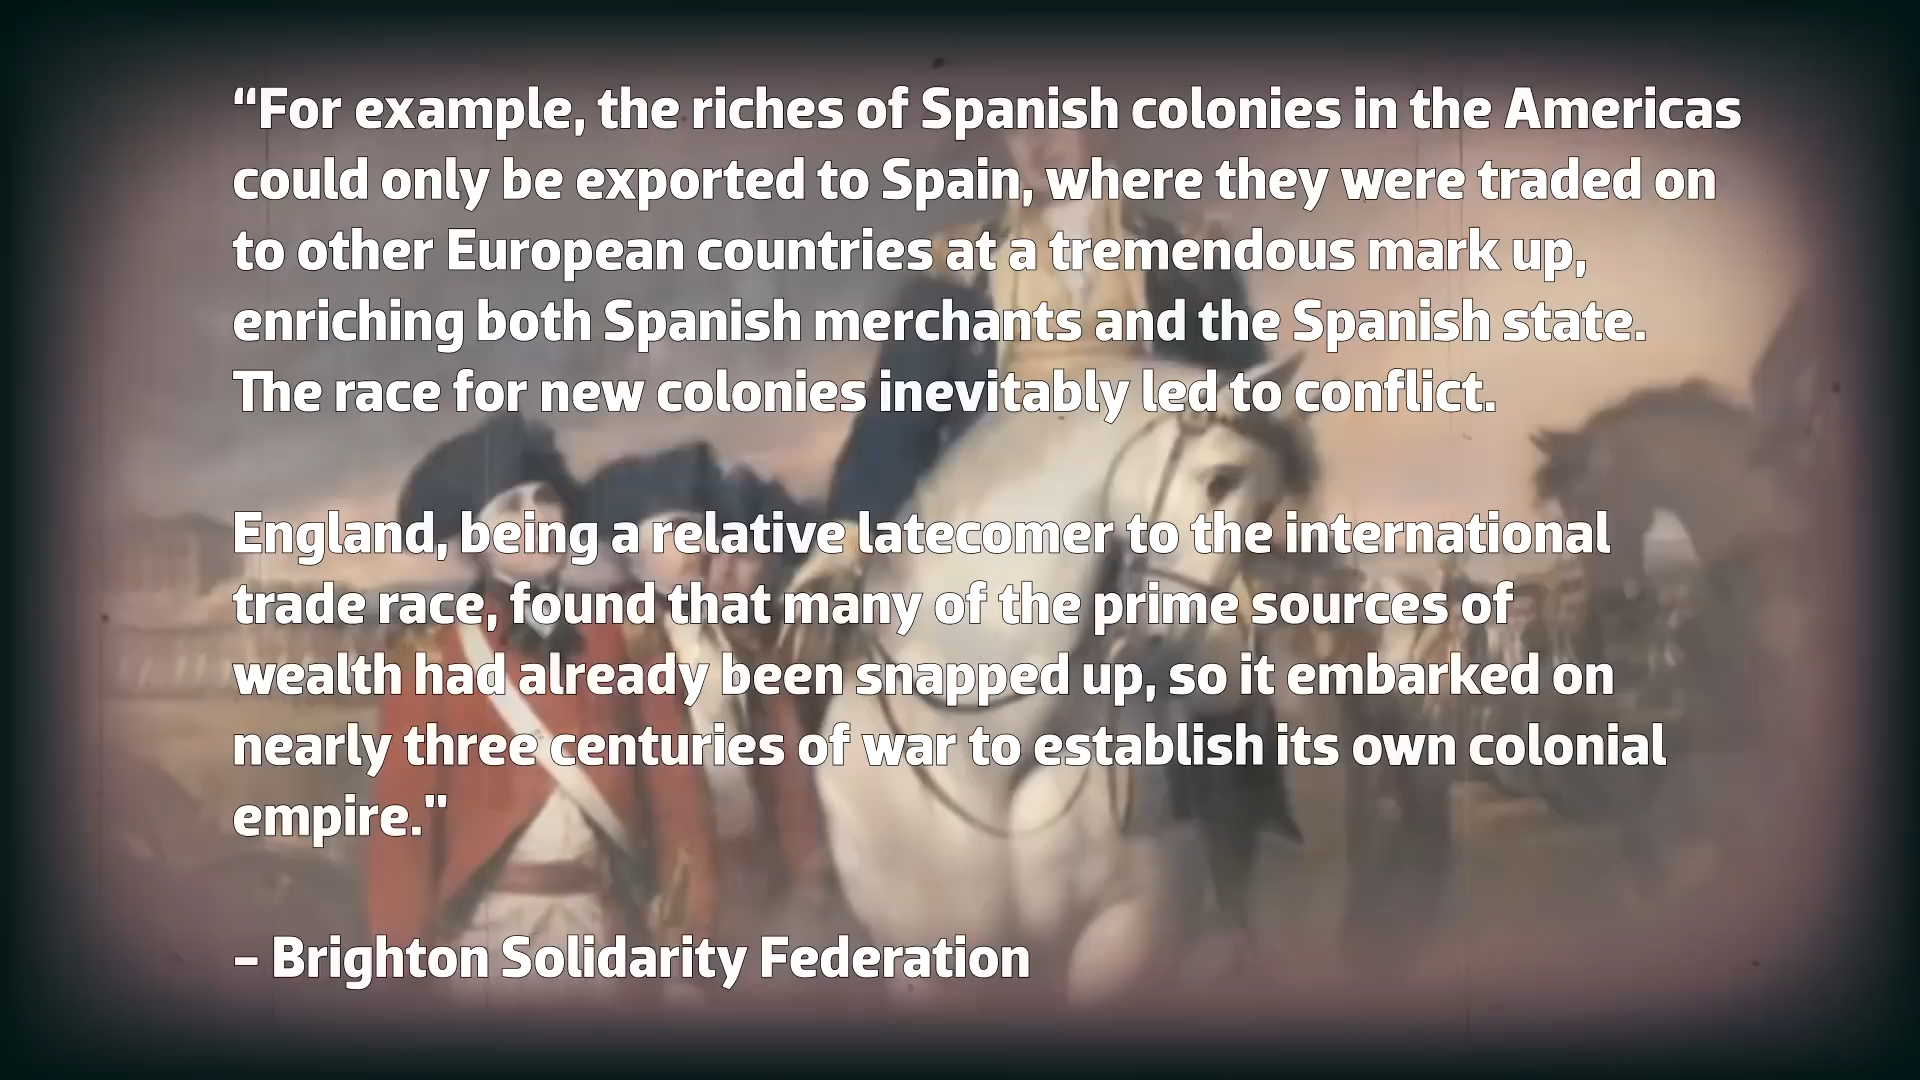 “For example, the riches of Spanish colonies in the Americas
could only be exported to Spain, where they were traded on
to other European countries at a tremendous mark up,
enriching both Spanish merchants and the Spanish state.
The race for new colonies inevitably led to conflict.
England, being a relative latecomer to the international
trade race, found that many of the prime sources of
wealth had already been snapped up, so it embarked on
nearly three centuries of war to establish its own colonial
empire."
– Brighton Solidarity Federation